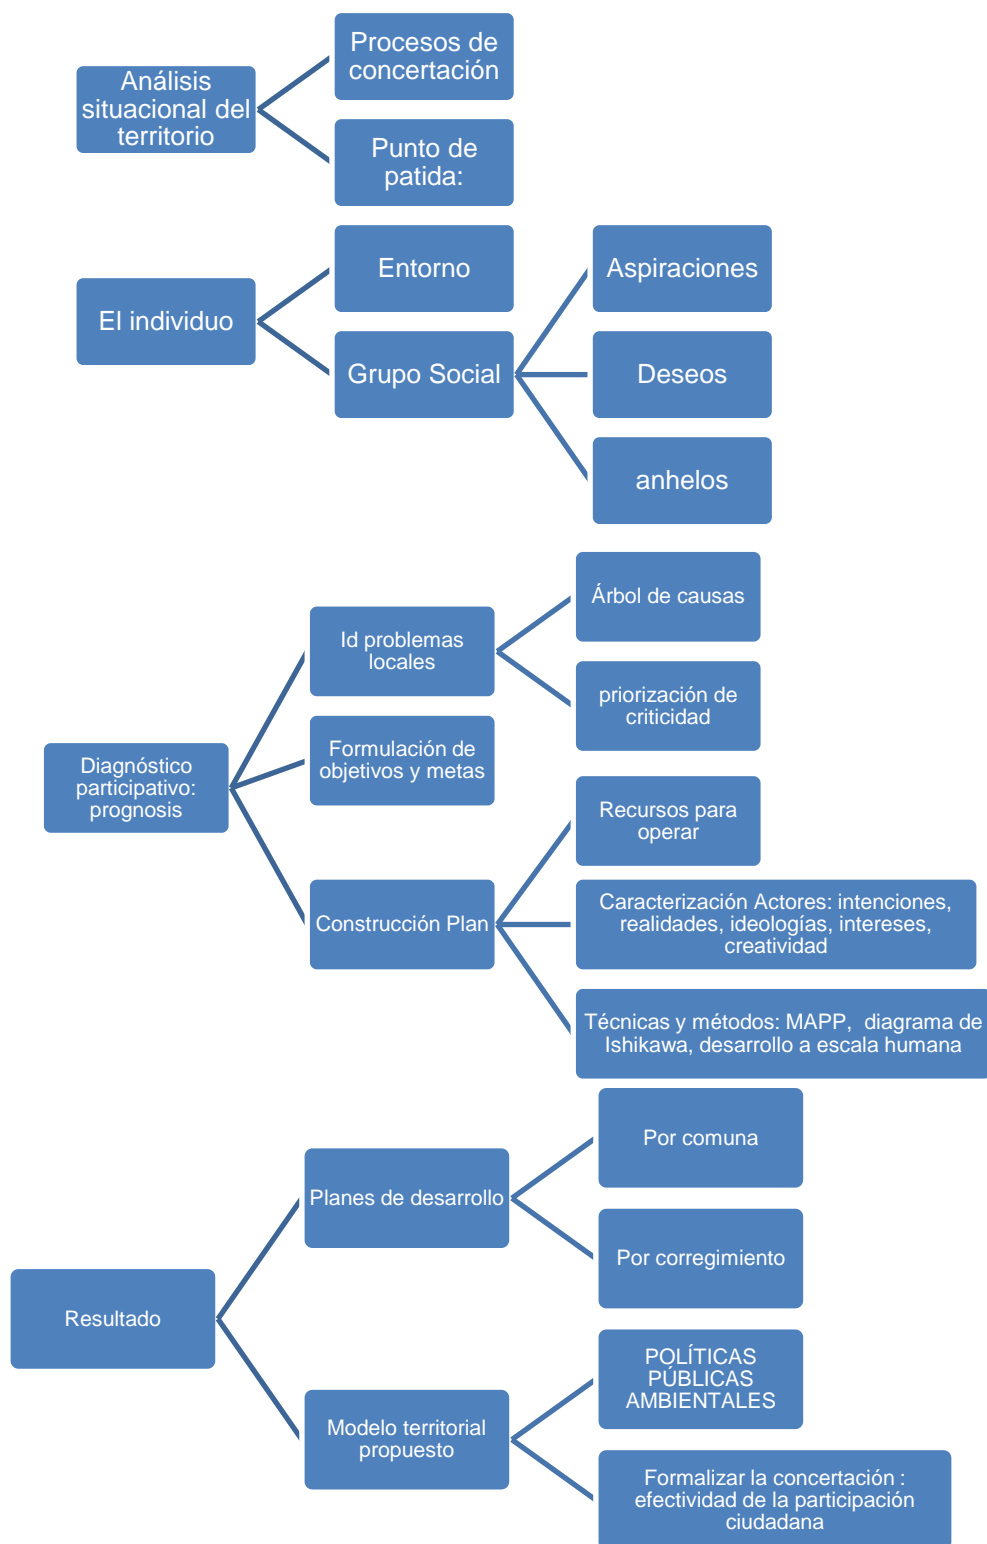 Análisis
situacional del
territorio
Procesos de
concertación
Punto de
patida:
El individuo
Entorno
Grupo Social
Aspiraciones
Deseos
anhelos
Diagnóstico
participativo:
prognosis
Id problemas
locales
Árbol de causas
priorización de
criticidad
Formulación de
objetivos y metas
Construcción Plan
Recursos para
operar
Caracterización Actores: intenciones,
realidades, ideologías, intereses,
creatividad
Técnicas y métodos: MAPP, diagrama de
Ishikawa, desarrollo a escala humana
Resultado
Planes de desarrollo
Por comuna
Por corregimiento
Modelo territorial
propuesto
POLÍTICAS
PÚBLICAS
AMBIENTALES
Formalizar la concertación :
efectividad de la participación
ciudadana